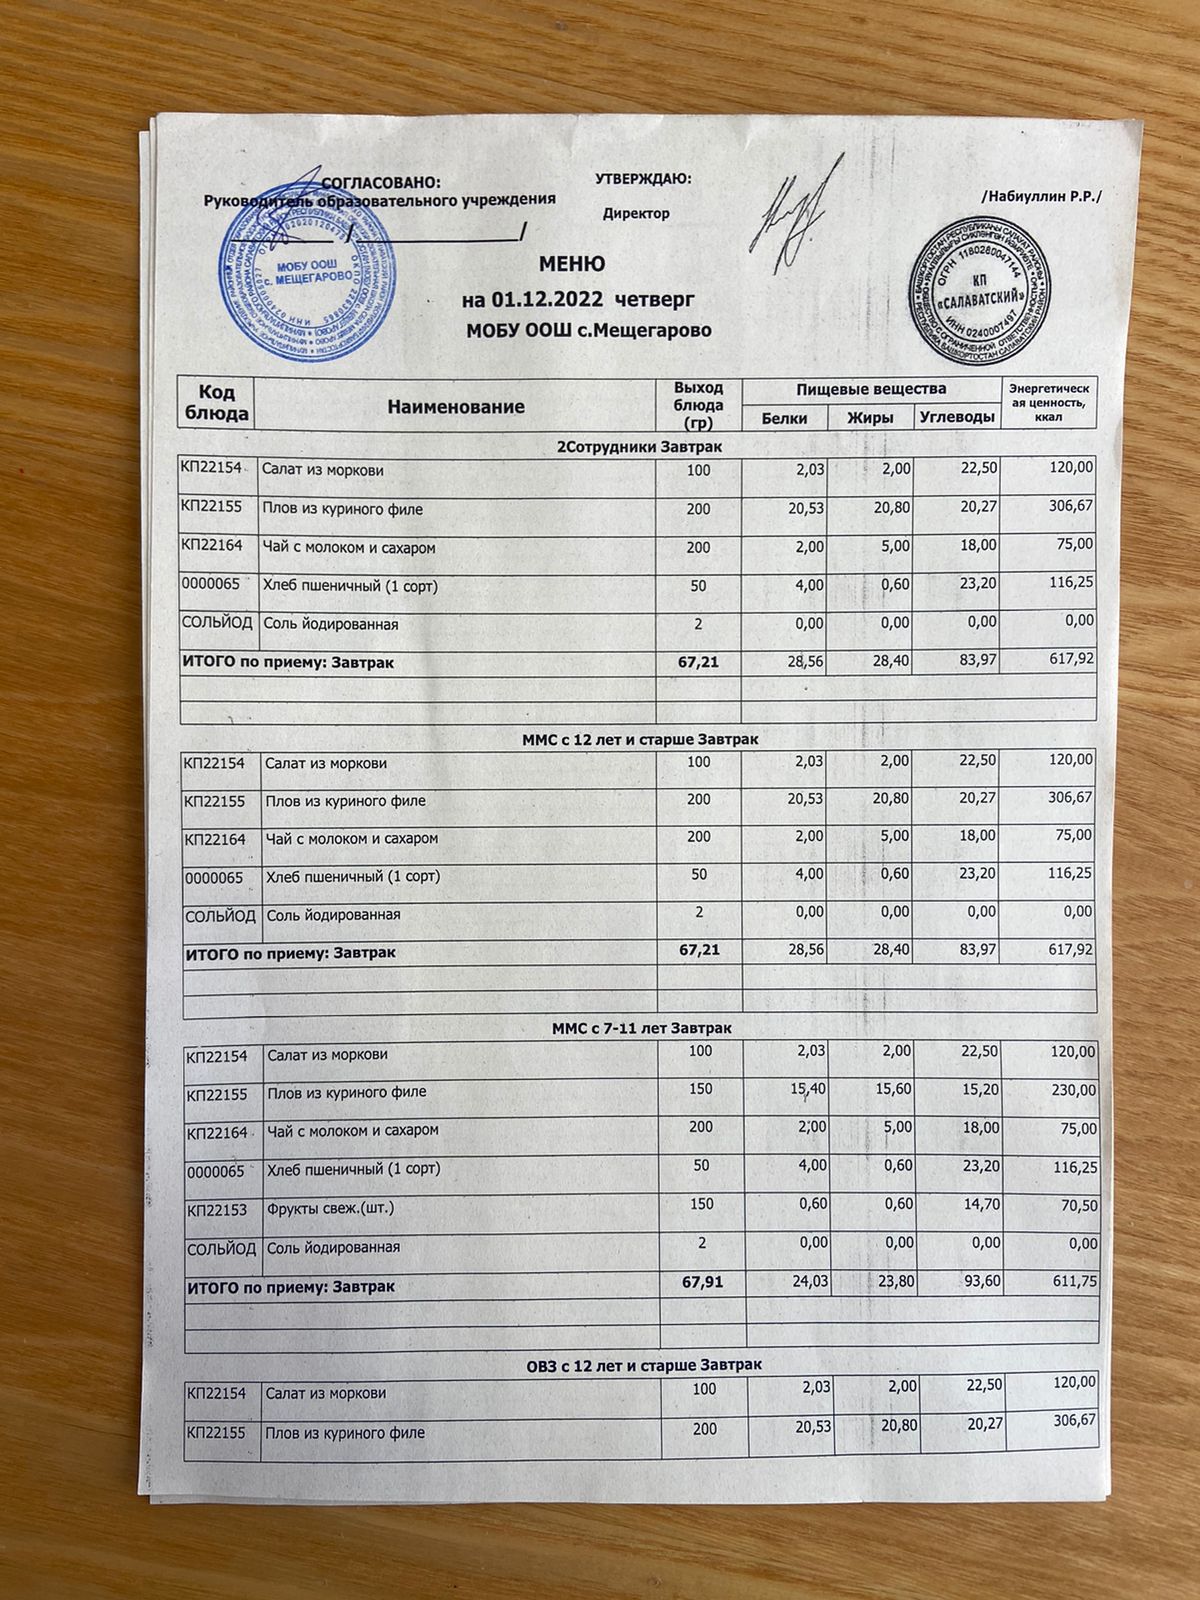 СОГЛАСОВАНО:
Руководитель образовательного учреждения
/ /
УТВЕРЖДАЮ:
Директор
/Набиуллин Р.Р./
МОБУ ООШ
с. МЕЩЕГАРОВО
КП
«САЛАВАТСКИЙ»
ОГРН 1180280047144
ИНН 0240007497
МЕНЮ
на 01.12.2022 четверг
МОБУ ООШ с.Мещегарово
Код блюда Наименование Выход блюда (гр) Пищевые вещества Энергетическ ая ценность, ккал
Белки Жиры Углеводы
2Сотрудники Завтрак
КП22154 Салат из моркови 100 2,03 2,00 22,50 120,00
КП22155 Плов из куриного филе 200 20,53 20,80 20,27 306,67
КП22164 Чай с молоком и сахаром 200 2,00 5,00 18,00 75,00
0000065 Хлеб пшеничный (1 сорт) 50 4,00 0,60 23,20 116,25
СОЛЬЙОД Соль йодированная 2 0,00 0,00 0,00 0,00
ИТОГО по приему: Завтрак 67,21 28,56 28,40 83,97 617,92
ММС с 12 лет и старше Завтрак
КП22154 Салат из моркови 100 2,03 2,00 22,50 120,00
КП22155 Плов из куриного филе 200 20,53 20,80 20,27 306,67
КП22164 Чай с молоком и сахаром 200 2,00 5,00 18,00 75,00
0000065 Хлеб пшеничный (1 сорт) 50 4,00 0,60 23,20 116,25
СОЛЬЙОД Соль йодированная 2 0,00 0,00 0,00 0,00
ИТОГО по приему: Завтрак 67,21 28,56 28,40 83,97 617,92
ММС с 7-11 лет Завтрак
КП22154 Салат из моркови 100 2,03 2,00 22,50 120,00
КП22155 Плов из куриного филе 150 15,40 15,60 15,20 230,00
КП22164 Чай с молоком и сахаром 200 2,00 5,00 18,00 75,00
0000065 Хлеб пшеничный (1 сорт) 50 4,00 0,60 23,20 116,25
КП22153 Фрукты свеж.(шт.) 150 0,60 0,60 14,70 70,50
СОЛЬЙОД Соль йодированная 2 0,00 0,00 0,00 0,00
ИТОГО по приему: Завтрак 67,91 24,03 23,80 93,60 611,75
ОВЗ с 12 лет и старше Завтрак
КП22154 Салат из моркови 100 2,03 2,00 22,50 120,00
КП22155 Плов из куриного филе 200 20,53 20,80 20,27 306,67